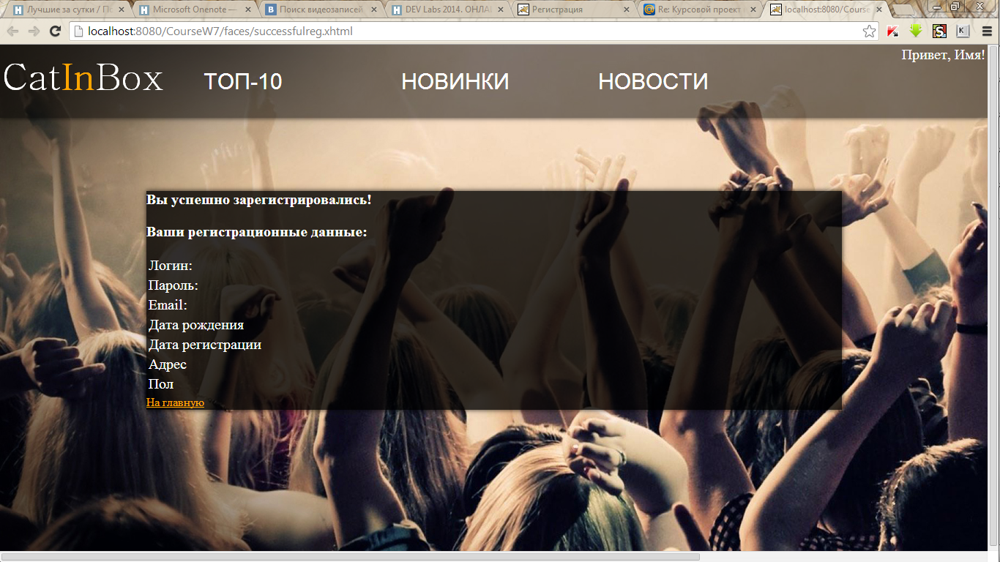 Лучшие за сутки / По
Microsoft Onenote —
Поиск видеозаписей
DEV Labs 2014. ОНЛА
Регистрация
Re: Курсовой проект
localhost:8080/Course
localhost:8080/CourseW7/faces/successfulreg.xhtml
Привет, Имя!
CatInBox ТОП-10 НОВИНКИ НОВОСТИ
Вы успешно зарегистрировались!
Ваши регистрационные данные:
Логин:
Пароль:
Email:
Дата рождения
Дата регистрации
Адрес
Пол
На главную